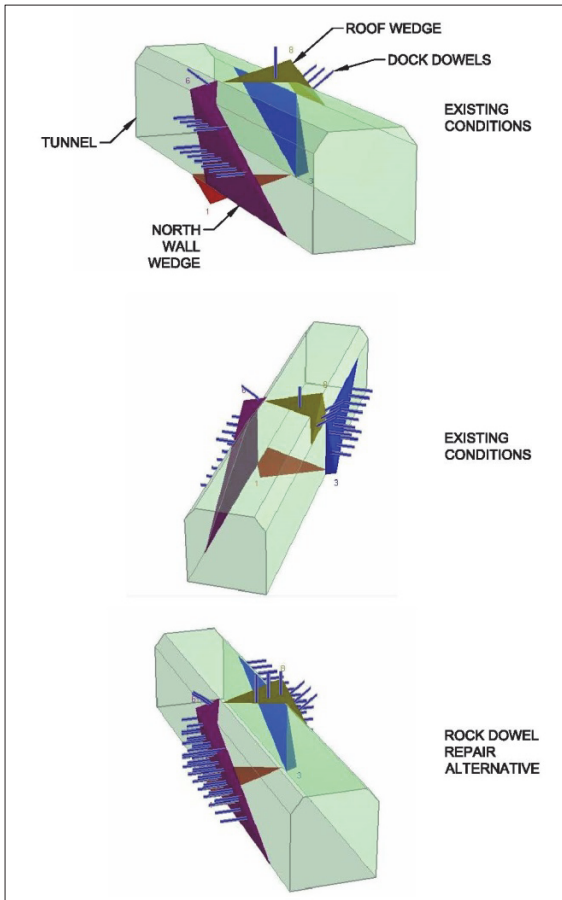 ROOF WEDGE
8
DOCK DOWELS
6
EXISTING
CONDITIONS
TUNNEL
3
1
NORTH
WALL
WEDGE
8
6
EXISTING
CONDITIONS
1
3
8
ROCK DOWEL
REPAIR
ALTERNATIVE
3